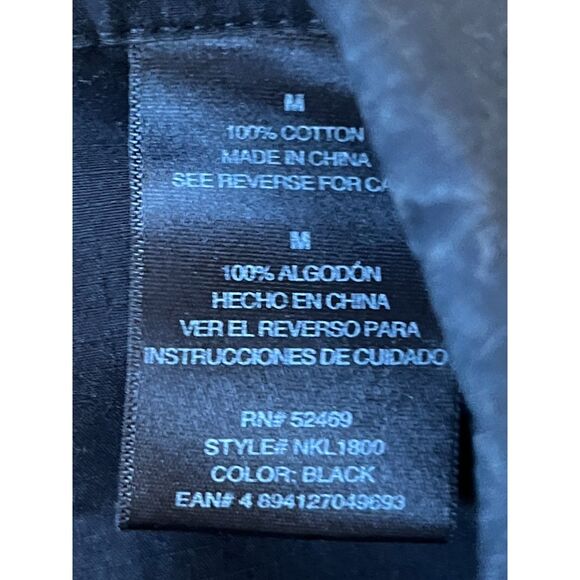 M
100% COTTON
MADE IN CHINA
SEE REVERSE FOR
M
100% ALGODÓN
HECHO EN CHINA
VER EL REVERSO PARA
INSTRUCCIONES DE CUIDADO
RN# 52469
STYLE# NKL1800
COLOR: BLACK
EAN# 4 894127049693